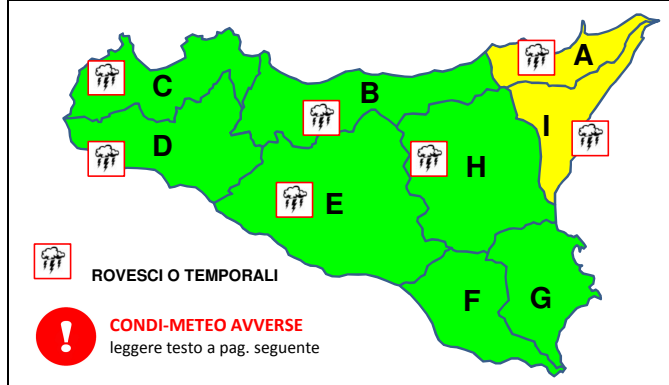 A
C
B
I
D
H
E
ROVESCI O TEMPORALI
F
G
CONDI-METEO AVVERSE
leggere testo a pag. seguente